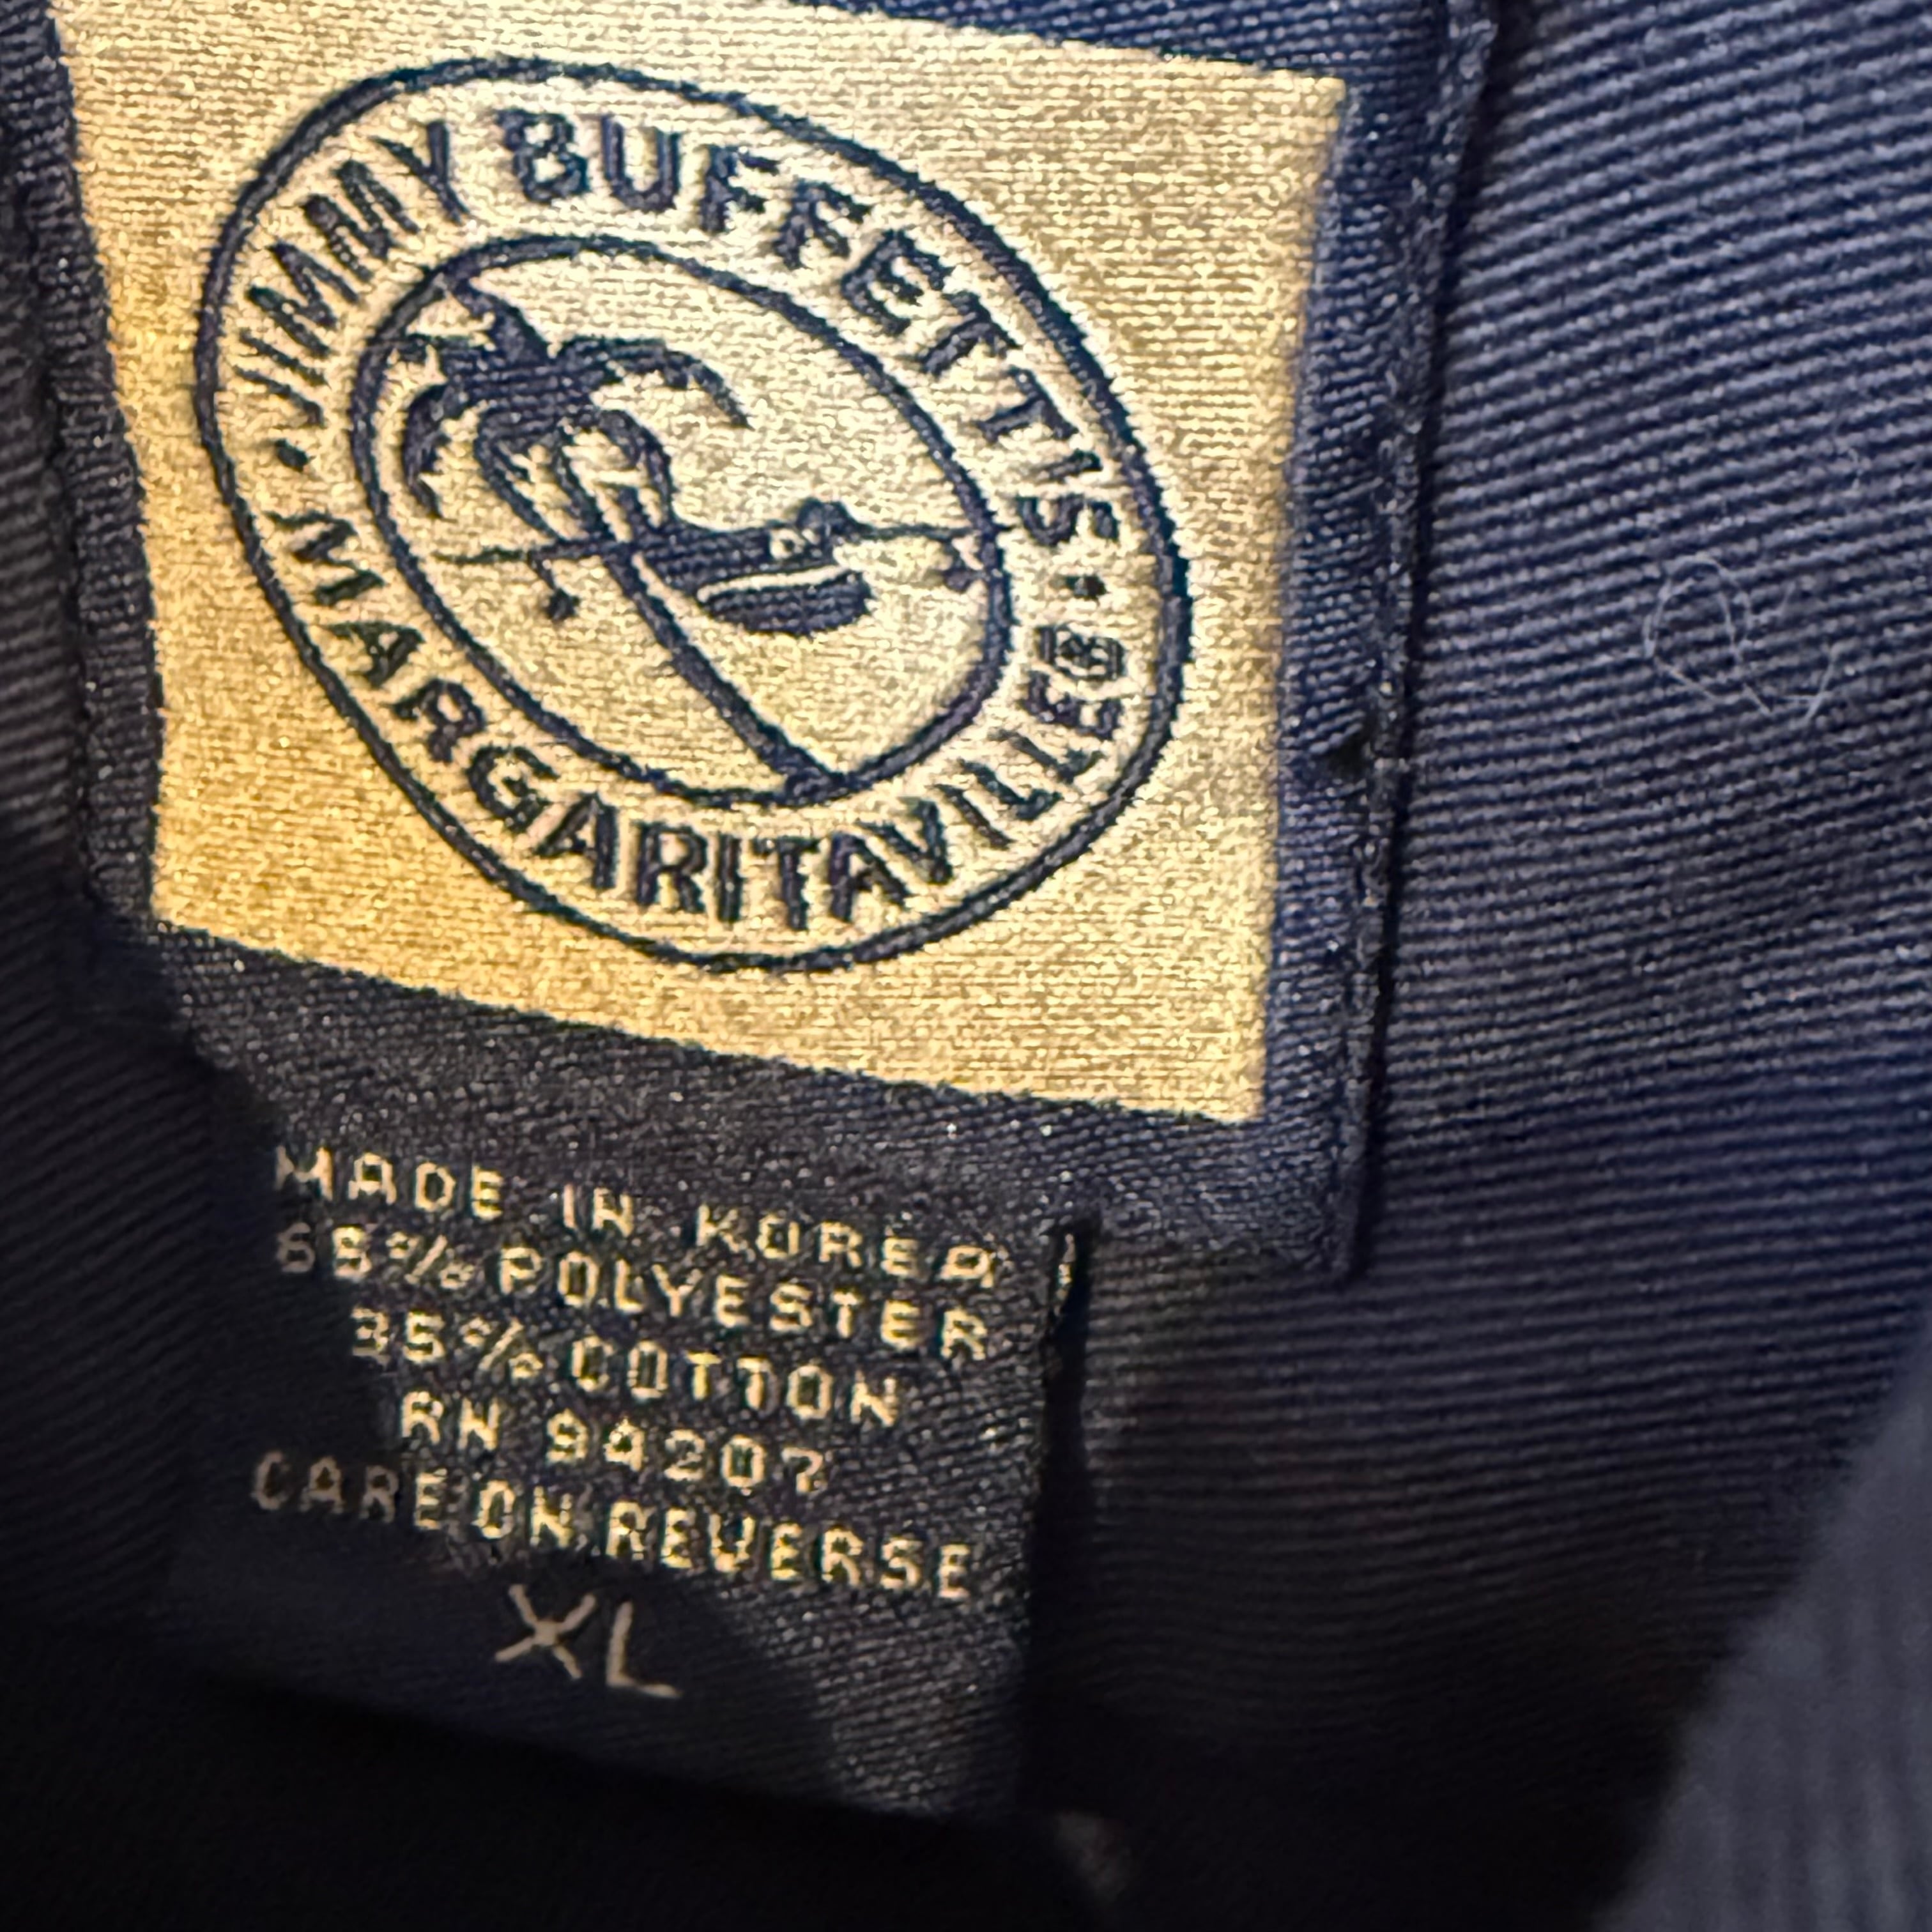 JIMMY BUFFETT'S
MARGARITAVILLE®
MADE IN KOREA
65% POLYESTER
35% COTTON
RN 94207
CARE ON REVERSE
XL